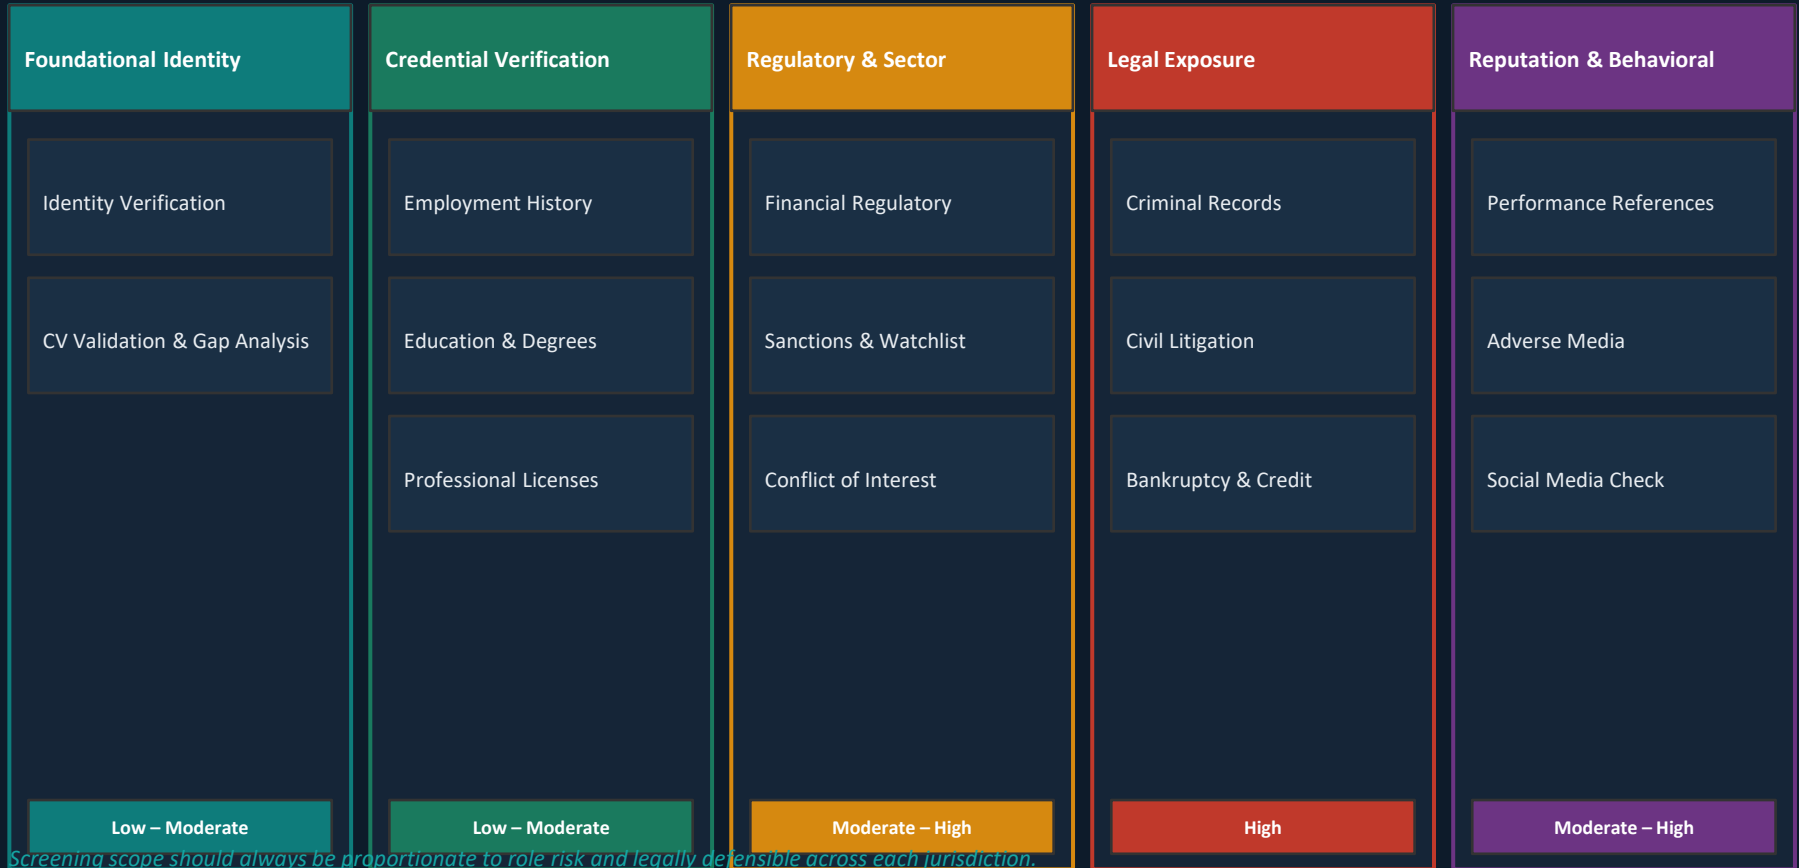 Foundational Identity
Identity Verification
CV Validation & Gap Analysis
Low – Moderate
Credential Verification
Employment History
Education & Degrees
Professional Licenses
Low – Moderate
Regulatory & Sector
Financial Regulatory
Sanctions & Watchlist
Conflict of Interest
Moderate – High
Legal Exposure
Criminal Records
Civil Litigation
Bankruptcy & Credit
High
Reputation & Behavioral
Performance References
Adverse Media
Social Media Check
Moderate – High
Screening scope should always be proportionate to role risk and legally defensible across each jurisdiction.